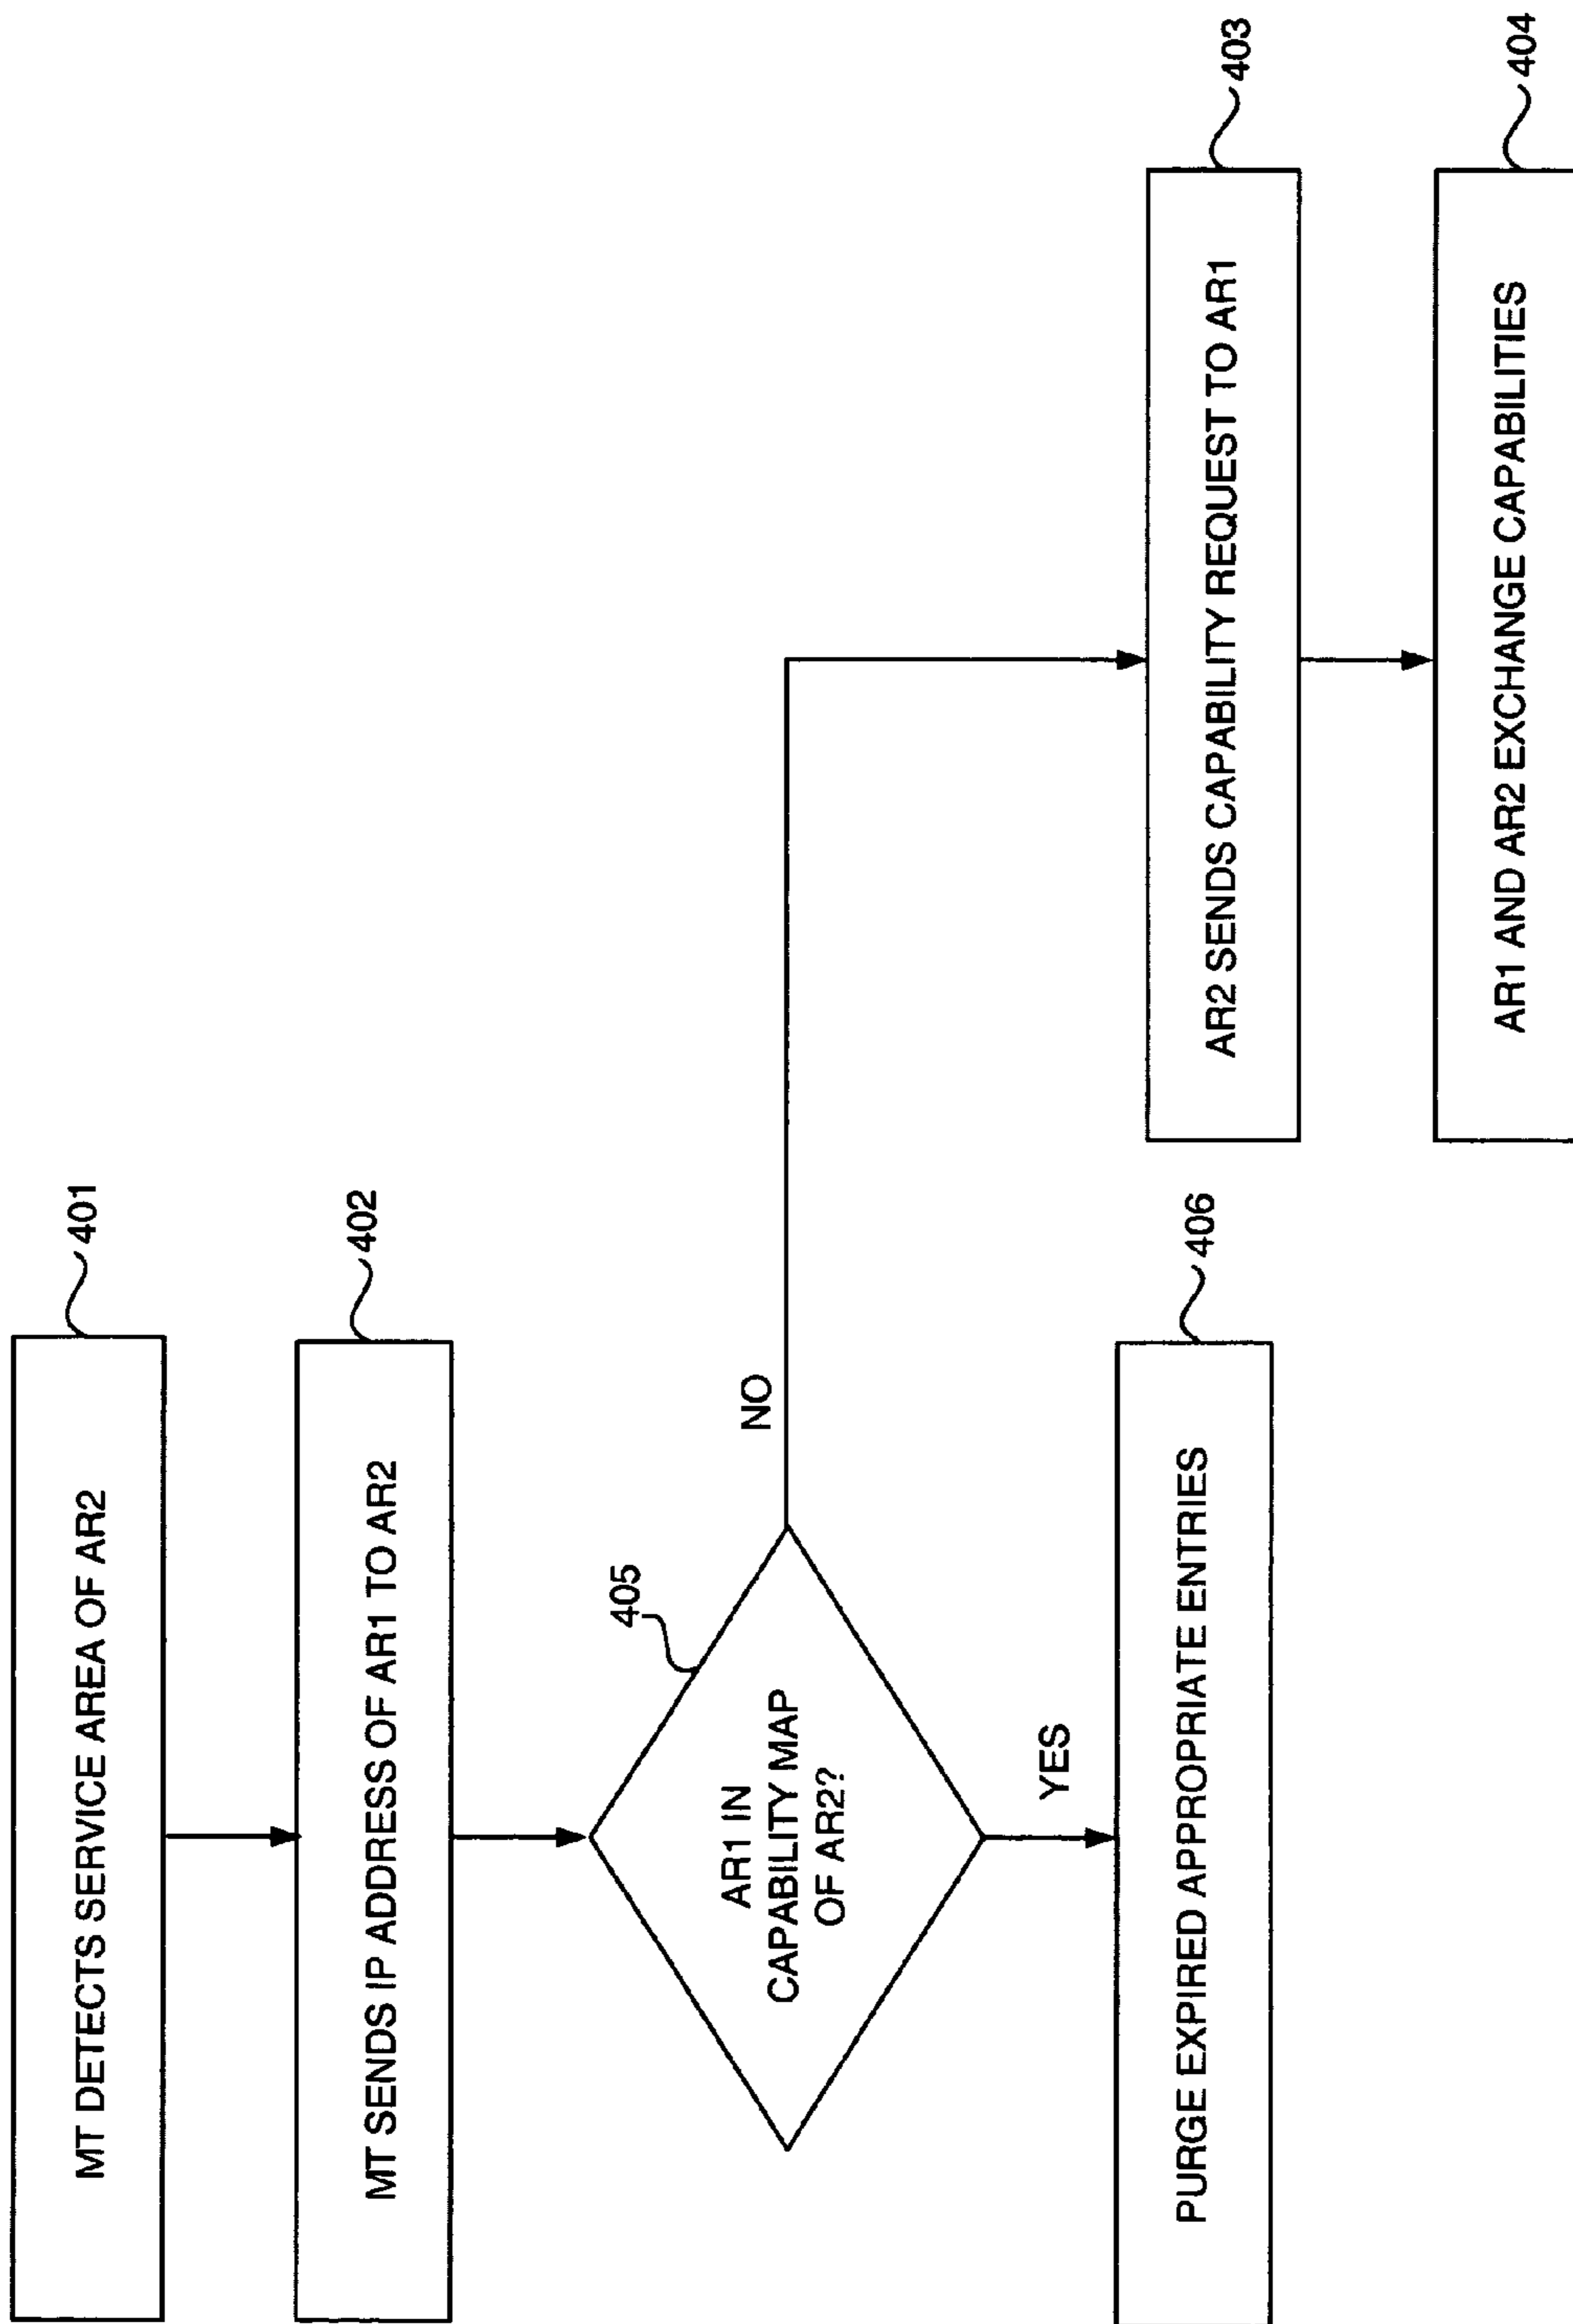 MT DETECTS SERVICE AREA OF AR2
401
MT SENDS IP ADDRESS OF AR1 TO AR2
402
405
AR1 IN
CAPABILITY MAP
OF AR2?
NO
YES
PURGE EXPIRED APPROPRIATE ENTRIES
406
AR2 SENDS CAPABILITY REQUEST TO AR1
403
AR1 AND AR2 EXCHANGE CAPABILITIES
404